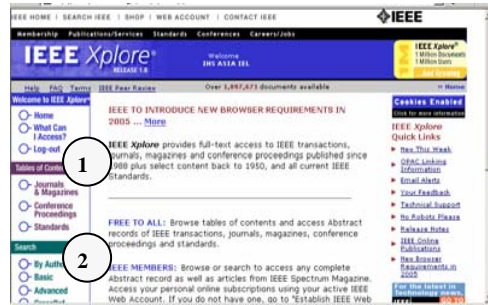 IEEE HOME | SEARCH IEEE | SHOP | WEB ACCOUNT | CONTACT IEEE
IEEE
Membership Publications/Services Standards Conferences Careers/Jobs
IEEE Xplore®
RELEASE 1.8
Welcome
IHS ASIA IEL
IEEE Xplore®
1 Million Documents
1 Million Users
Help FAQ Terms IEEE Peer Review
Over 1,097,673 documents available
Welcome to IEEE Xplore
Home
What Can
I Access?
Log-out
Tables of
Journals
& Magazines
Conference
Proceedings
Standards
Search
By
Basic
Advanced
1
2
IEEE TO INTRODUCE NEW BROWSER REQUIREMENTS IN
2005 ... More
IEEE Xplore provides full-text access to IEEE transactions,
journals, magazines and conference proceedings published since
1988 plus select content back to 1950, and all current IEEE
Standards.
FREE TO ALL: Browse tables of contents and access Abstract
records of IEEE transactions, journals, magazines, conference
proceedings and standards.
IEEE MEMBERS: Browse or search to access any complete
Abstract record as well as articles from IEEE Spectrum Magazine.
Access your personal online subscriptions using your active IEEE
Web Account. If you do not have one, go to "Establish IEEE Web
Cookies Enabled
Click for more information
IEEE Xplore
Quick Links
New This Week
OPAC Linking
Information
Email Alerts
Your Feedback
Technical Support
No Robots Please
Release Notes
IEEE Online
Publications
New Browser
Requirements in
2005
For the latest in